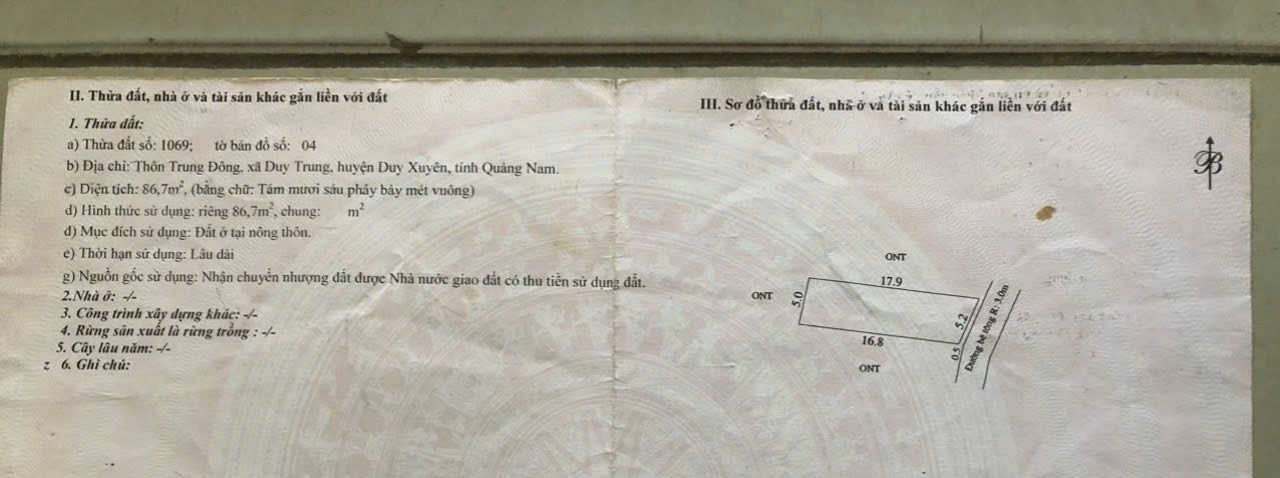 II. Thửa đất, nhà ở và tài sản khác gắn liền với đất
1. Thửa đất:
a) Thửa đất số: 1069; tờ bản đồ số: 04
b) Địa chỉ: Thôn Trung Đông, xã Duy Trung, huyện Duy Xuyên, tỉnh Quảng Nam.
c) Diện tích: 86,7m², (bằng chữ: Tám mươi sáu phẩy bảy mét vuông)
d) Hình thức sử dụng: riêng 86,7m², chung: m²
đ) Mục đích sử dụng: Đất ở tại nông thôn.
e) Thời hạn sử dụng: Lâu dài
g) Nguồn gốc sử dụng: Nhận chuyển nhượng đất được Nhà nước giao đất có thu tiền sử dụng đất.
2.Nhà ở: -/-
3. Công trình xây dựng khác: -/-
4. Rừng sản xuất là rừng trồng : -/-
5. Cây lâu năm: -/-
z 6. Ghi chú:
III. Sơ đồ thửa đất, nhà ở và tài sản khác gắn liền với đất
B
ONT
17.9
ONT
5.0
5.2
16.8
0.5
Đường bê tông R: 3.0m
ONT